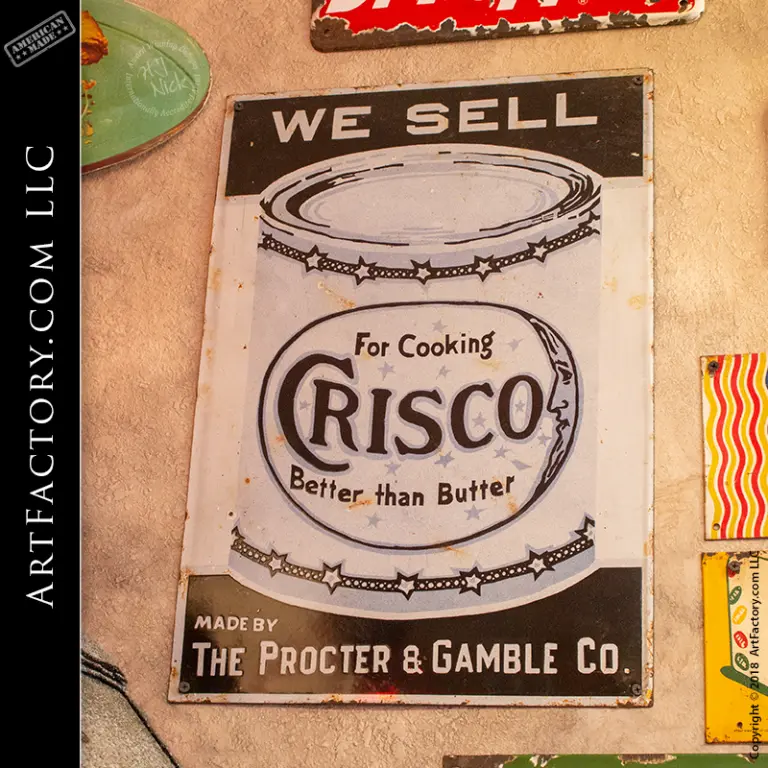 AMERICAN
MADE
ARTFACTORY.COM LLC
WE SELL
For Cooking
CRISCO
Better than Butter
MADE BY
THE PROCTER & GAMBLE CO.
Copyright © 2018 ArtFactory.com LLC